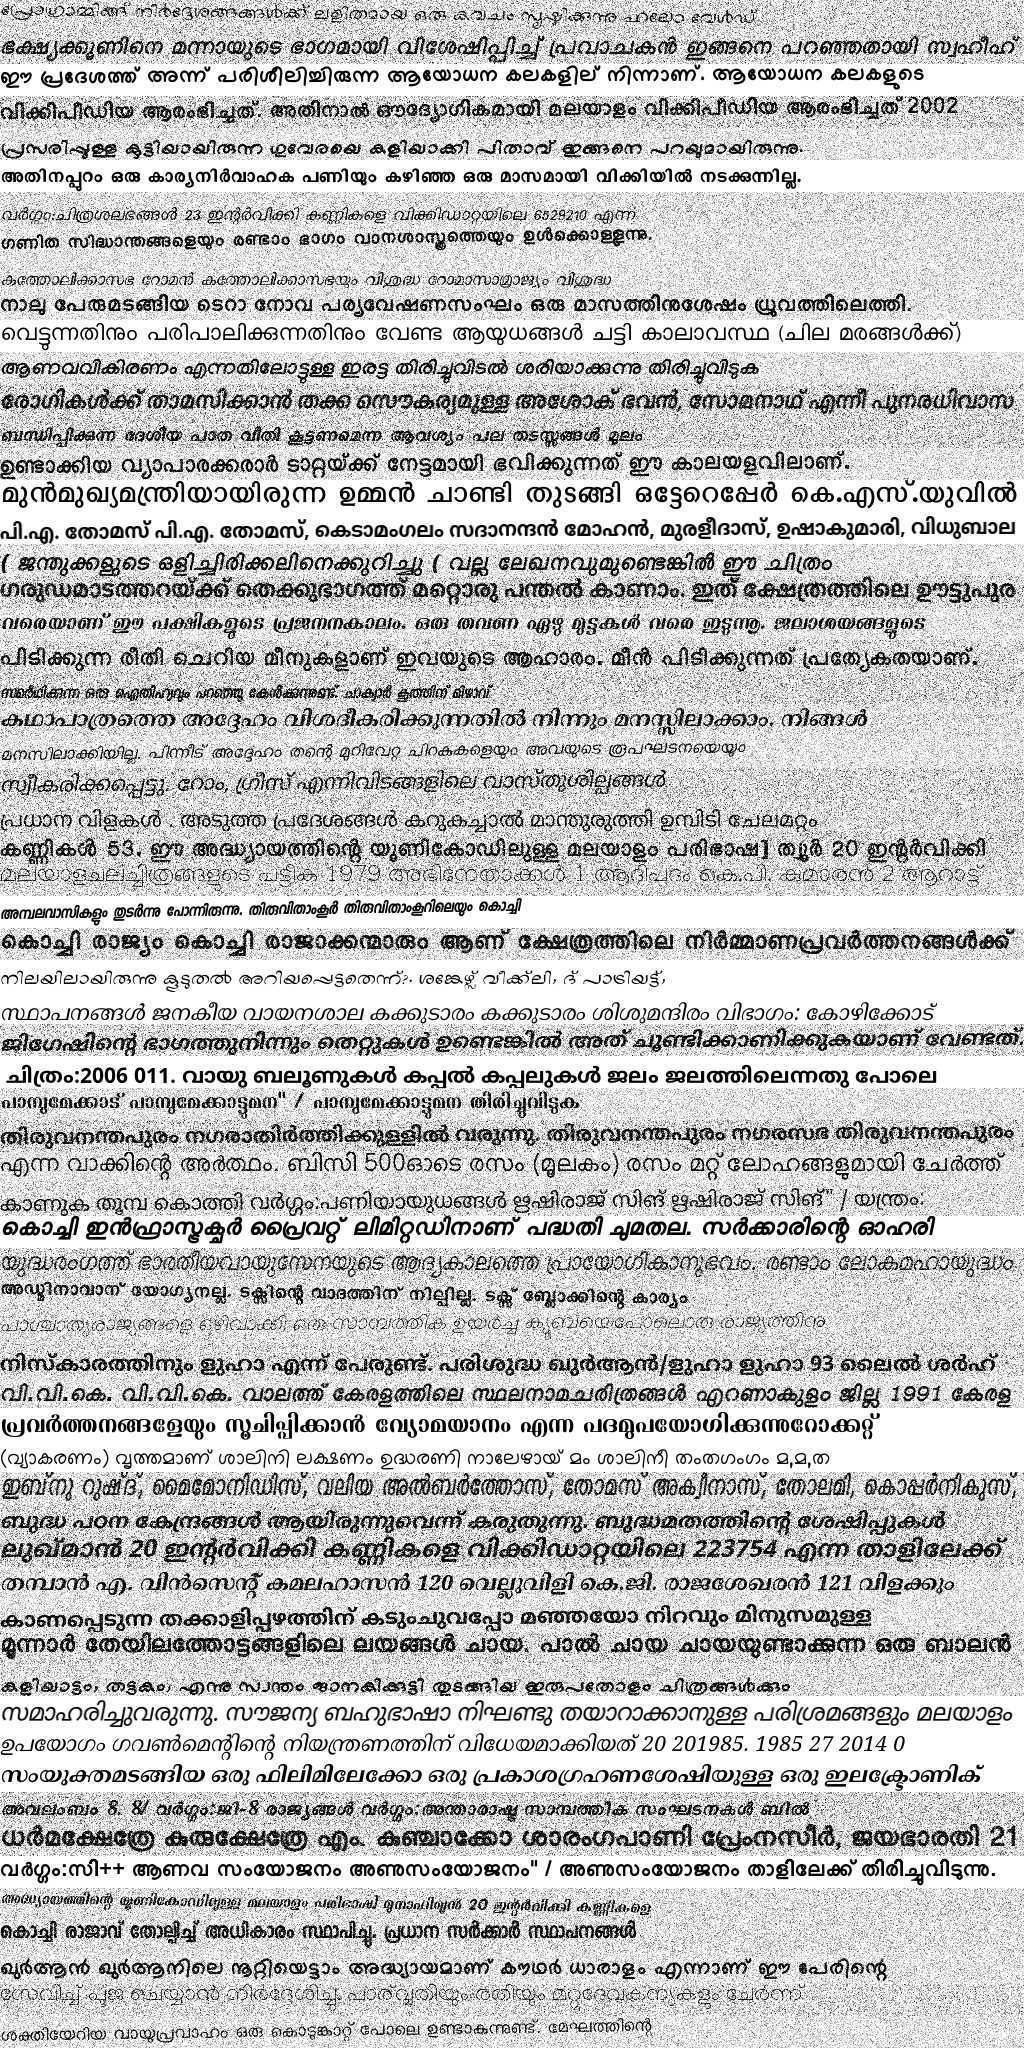 പ്രോഗ്രാമ്മിങ്ങ് നിർദ്ദേശങ്ങങ്ങൾക്ക് ലളിതമായ ഒരു കവചം സൃഷ്ടിക്കുന്നു ഹലോ വേൾഡ്
ഭക്ഷ്യക്കൂണിനെ മന്നായുടെ ഭാഗമായി വിശേഷിപ്പിച്ച് പ്രവാചകൻ ഇങ്ങനെ പറഞ്ഞതായി സ്വഹീഹ്
ഈ പ്രദേശത്ത് അന്ന് പരിശീലിച്ചിരുന്ന ആയോധന കലകളില് നിന്നാണ്. ആയോധന കലകളുടെ
വിക്കിപീഡിയ ആരംഭിച്ചത്. അതിനാൽ ഔദ്യോഗികമായി മലയാളം വിക്കിപീഡിയ ആരംഭിച്ചത് 2002
പ്രസരിപ്പുള്ള കുട്ടിയായിരുന്ന ഗുവേരയെ കളിയാക്കി പിതാവ് ഇങ്ങനെ പറയുമായിരുന്നു.
അതിനപ്പുറം ഒരു കാര്യനിർവാഹക പണിയും കഴിഞ്ഞ ഒരു മാസമായി വിക്കിയിൽ നടക്കുന്നില്ല.
വർഗ്ഗം:ചിത്രശലഭങ്ങൾ 23 ഇന്റർവിക്കി കണ്ണികളെ വിക്കിഡാറ്റയിലെ 6529210 എന്ന
ഗണിത സിദ്ധാന്തങ്ങളെയും രണ്ടാം ഭാഗം വാനശാസ്ത്രത്തെയും ഉൾക്കൊള്ളുന്നു.
കത്തോലിക്കാസഭ റോമൻ കത്തോലിക്കാസഭയും വിശുദ്ധ റോമാസാമ്രാജ്യം വിശുദ്ധ
നാലു പേരുമടങ്ങിയ ടെറാ നോവ പര്യവേഷണസംഘം ഒരു മാസത്തിനുശേഷം ധ്രുവത്തിലെത്തി.
വെട്ടുന്നതിനും പരിപാലിക്കുന്നതിനും വേണ്ട ആയുധങ്ങൾ ചട്ടി കാലാവസ്ഥ (ചില മരങ്ങൾക്ക്)
ആണവവികിരണം എന്നതിലോട്ടുള്ള ഇരട്ട തിരിച്ചുവിടൽ ശരിയാക്കുന്നു തിരിച്ചുവിടുക
രോഗികൾക്ക് താമസിക്കാൻ തക്ക സൌകര്യമുള്ള അശ്രോക് ഭവൻ, സോമനാഥ് എന്നീ പുനരധിവാസ
ബന്ധിപ്പിക്കുന്ന ദേശീയ പാത വീതി കൂട്ടണമെന്ന ആവശ്യം പല തടസ്സങ്ങൾ മൂലം
ഉണ്ടാക്കിയ വ്യാപാരക്കരാർ ടാറ്റയ്ക്ക് നേട്ടമായി ഭവിക്കുന്നത് ഈ കാലയളവിലാണ്.
മുൻമുഖ്യമന്ത്രിയായിരുന്ന ഉമ്മൻ ചാണ്ടി തുടങ്ങി ഒട്ടേറെപ്പേർ കെ.എസ്.യുവിൽ
പി.എ. തോമസ് പി.എ. തോമസ്, കെടാമംഗലം സദാനന്ദൻ മോഹൻ, മുരളീദാസ്, ഉഷാകുമാരി, വിധുബാല
( ജന്തുക്കളുടെ ഒളിച്ചിരിക്കലിനെക്കുറിച്ചു ( വല്ല ലേഖനവുമുണ്ടെങ്കിൽ ഈ ചിത്രം
ഗരുഡമാടത്തറയ്ക്ക് തെക്കുഭാഗത്ത് മറ്റൊരു പന്തൽ കാണാം. ഇത് ക്ഷേത്രത്തിലെ ഊട്ടുപുര
വരെയാണ് ഈ പക്ഷികളുടെ പ്രജനനകാലം. ഒരു തവണ ഏഴു മുട്ടകൾ വരെ ഇടുന്നൂ. ജലാശയങ്ങളുടെ
പിടിക്കുന്ന രീതി ചെറിയ മീനുകളാണ് ഇവയുടെ ആഹാരം. മീൻ പിടിക്കുന്നത് പ്രത്യേകതയാണ്.
സമർഥിക്കുന്ന ഒരു ഐതിഹ്യവും പറഞ്ഞു കേൾക്കുന്നുണ്ട്. ചാക്യാർ കൂത്തിന് മിഴാവ്
കഥാപാത്രത്തെ അദ്ദേഹം വിശദീകരിക്കുന്നതിൽ നിന്നും മനസ്സിലാക്കാം. നിങ്ങൾ
മനസിലാക്കിയില്ല. പിന്നീട് അദ്ദേഹം തന്റെ മുറിവേറ്റ ചിറകുകളെയും അവയുടെ രൂപഘടനയെയും
സ്വീകരിക്കപ്പെട്ടു. റോം, ഗ്രീസ് എന്നിവിടങ്ങളിലെ വാസ്തുശില്പങ്ങൾ
പ്രധാന വിളകൾ . അടുത്ത പ്രദേശങ്ങൾ കറുകച്ചാൽ മാന്തുരുത്തി ഉമ്പിടി ചേലമറ്റം
കണ്ണികൾ 53. ഈ അദ്ധ്യായത്തിന്റെ യൂണികോഡിലുള്ള മലയാളം പരിഭാഷ] ത്വൂർ 20 ഇന്റർവിക്കി
മലയാളചലച്ചിത്രങ്ങളുടെ പട്ടിക 1979 അഭിനേതാക്കൾ 1 ആദിപദം കെ.പി. കുമാരൻ 2 ആറാട്ട്
അമ്പലവാസികളും തുടർന്നു പോന്നിരുന്നു. തിരുവിതാംകൂർ തിരുവിതാംകൂറിലെയും കൊച്ചി
കൊച്ചി രാജ്യം കൊച്ചി രാജാക്കന്മാരും ആണ് ക്ഷേത്രത്തിലെ നിർമ്മാണപ്രവർത്തനങ്ങൾക്ക്
നിലയിലായിരുന്നു കൂടുതൽ അറിയപ്പെട്ടതെന്ന്?. ശങ്കേഴ്സ് വീക്ക്‌ലി, ദ് പാട്രിയട്ട്,
സ്ഥാപനങ്ങൾ ജനകീയ വായനശാല കക്കുടാരം കക്കുടാരം ശിശുമന്ദിരം വിഭാഗം: കോഴിക്കോട്
ജിഗേഷിന്റെ ഭാഗത്തുനിന്നും തെറ്റുകൾ ഉണ്ടെങ്കിൽ അത് ചൂണ്ടിക്കാണിക്കുകയാണ് വേണ്ടത്.
ചിത്രം:2006 011. വായു ബലൂണുകൾ കപ്പൽ കപ്പലുകൾ ജലം ജലത്തിലെന്നതു പോലെ
പാമ്പുമേക്കാട് പാമ്പുമേക്കാട്ടുമന" / പാമ്പുമേക്കാട്ടുമന തിരിച്ചുവിടുക
തിരുവനന്തപുരം നഗരാതിർത്തിക്കുള്ളിൽ വരുന്നു. തിരുവനന്തപുരം നഗരസഭ തിരുവനന്തപുരം
എന്ന വാക്കിന്റെ അർത്ഥം. ബിസി 500ഓടെ രസം (മൂലകം) രസം മറ്റ് ലോഹങ്ങളുമായി ചേർത്ത്
കാണുക തൂമ്പ കൊത്തി വർഗ്ഗം:പണിയായുധങ്ങൾ ഋഷിരാജ് സിങ് ഋഷിരാജ് സിങ്" / യന്ത്രം:
കൊച്ചി ഇൻഫ്രാസ്ട്രക്ചർ പ്രൈവറ്റ് ലിമിറ്റഡിനാണ് പദ്ധതി ചുമതല. സർക്കാരിന്റെ ഓഹരി
യുദ്ധരംഗത്ത് ഭാരതീയവായുസേനയുടെ ആദ്യകാലത്തെ പ്രായോഗികാനുഭവം. രണ്ടാം ലോകമഹായുദ്ധം.
അഡ്മിനാവാന് യോഗ്യനല്ല. ടക്സിന്റെ വാദത്തിന് നില്പില്ല. ടക്സ് ബ്ലോക്കിന്റെ കാര്യം
പാശ്ചാത്യരാജ്യങ്ങളെ ഒഴിവാക്കി ഒരു സാമ്പത്തിക ഉയർച്ച ക്യൂബയെപോലൊരു രാജ്യത്തിനു
നിസ്കാരത്തിനും ളുഹാ എന്ന് പേരുണ്ട്. പരിശുദ്ധ ഖുർആൻ/ളുഹാ ളുഹാ 93 ലൈൽ ശർഹ്
വി.വി.കെ. വി.വി.കെ. വാലത്ത് കേരളത്തിലെ സ്ഥലനാമചരിത്രങ്ങൾ എറണാകുളം ജില്ല 1991 കേരള
പ്രവർത്തനങ്ങളേയും സൂചിപ്പിക്കാൻ വ്യോമയാനം എന്ന പദമുപയോഗിക്കുന്നുറോക്കറ്റ്
(വ്യാകരണം) വൃത്തമാണ് ശാലിനി ലക്ഷണം ഉദ്ധരണി നാലേഴായ് മം ശാലിനീ തംതഗംഗം മ,മ,ത
ഇബ്നു റുഷ്ദ്, മൈമോനിഡിസ്, വലിയ അൽബർത്തോസ്, തോമസ് അക്വീനാസ്, തോലമി, കൊപ്പർനികുസ്,
ബുദ്ധ പഠന കേന്ദ്രങ്ങൾ ആയിരുന്നുവെന്ന് കരുതുന്നു. ബുദ്ധമതത്തിന്റെ ശേഷിപ്പുകൾ
ലുഖ്മാൻ 20 ഇന്റർവിക്കി കണ്ണികളെ വിക്കിഡാറ്റയിലെ 223754 എന്ന താളിലേക്ക്
തമ്പാൻ എ. വിൻസെന്റ് കമലഹാസൻ 120 വെല്ലുവിളി കെ.ജി. രാജശേഖരൻ 121 വിളക്കും
കാണപ്പെടുന്ന തക്കാളിപ്പഴത്തിന് കടുംചുവപ്പോ മഞ്ഞയോ നിറവും മിനുസമുള്ള
മൂന്നാർ തേയിലത്തോട്ടങ്ങളിലെ ലയങ്ങൾ ചായ. പാൽ ചായ ചായയുണ്ടാക്കുന്ന ഒരു ബാലൻ
കളിയാട്ടം, തട്ടകം, എന്നു സ്വന്തം ജാനകിക്കുട്ടി തുടങ്ങിയ ഇരുപതോളം ചിത്രങ്ങൾക്കും
സമാഹരിച്ചുവരുന്നു. സൗജന്യ ബഹുഭാഷാ നിഘണ്ടു തയാറാക്കാനുള്ള പരിശ്രമങ്ങളും മലയാളം
ഉപയോഗം ഗവൺമെന്റിന്റെ നിയന്ത്രണത്തിന് വിധേയമാക്കിയത് 20 201985. 1985 27 2014 0
സംയുക്തമടങ്ങിയ ഒരു ഫിലിമിലേക്കോ ഒരു പ്രകാശഗ്രഹണശേഷിയുള്ള ഒരു ഇലക്ട്രോണിക്
അവലംബം 8. 8/ വർഗ്ഗം:ജി-8 രാജ്യങ്ങൾ വർഗ്ഗം:അന്താരാഷ്ട്ര സാമ്പത്തിക സംഘടനകൾ ബിൽ
ധർമക്ഷേത്രേ കുരുക്ഷേത്രേ എം. കുഞ്ചാക്കോ ശാരംഗപാണി പ്രേംനസീർ, ജയഭാരതി 21
വർഗ്ഗം:സി++ ആണവ സംയോജനം അണുസംയോജനം" / അണുസംയോജനം താളിലേക്ക് തിരിച്ചുവിടുന്നു.
അദ്ധ്യായത്തിന്റെ യൂണികോഡിലുള്ള മലയാളം പരിഭാഷ] മുനാഫിഖൂൻ 20 ഇന്റർവിക്കി കണ്ണികളെ
കൊച്ചി രാജാവ് തോല്പിച്ച് അധികാരം സ്ഥാപിച്ചു. പ്രധാന സർക്കാർ സ്ഥാപനങ്ങൾ
ഖുർആൻ ഖുർആനിലെ നൂറ്റിയെട്ടാം അദ്ധ്യായമാണ്‌ കൗഥർ ധാരാളം എന്നാണ് ഈ പേരിന്റെ
സേവിച്ച് പൂജ ചെയ്യാൻ നിർദ്ദേശിച്ചു. പാര്വ്വതിയും രതിയും മറ്റുദേവകന്യകളും ചേർന്ന്
ശക്തിയേറിയ വായുപ്രവാഹം ഒരു കൊടുങ്കാറ്റ് പോലെ ഉണ്ടാകുന്നുണ്ട്. മേഘത്തിന്റെ